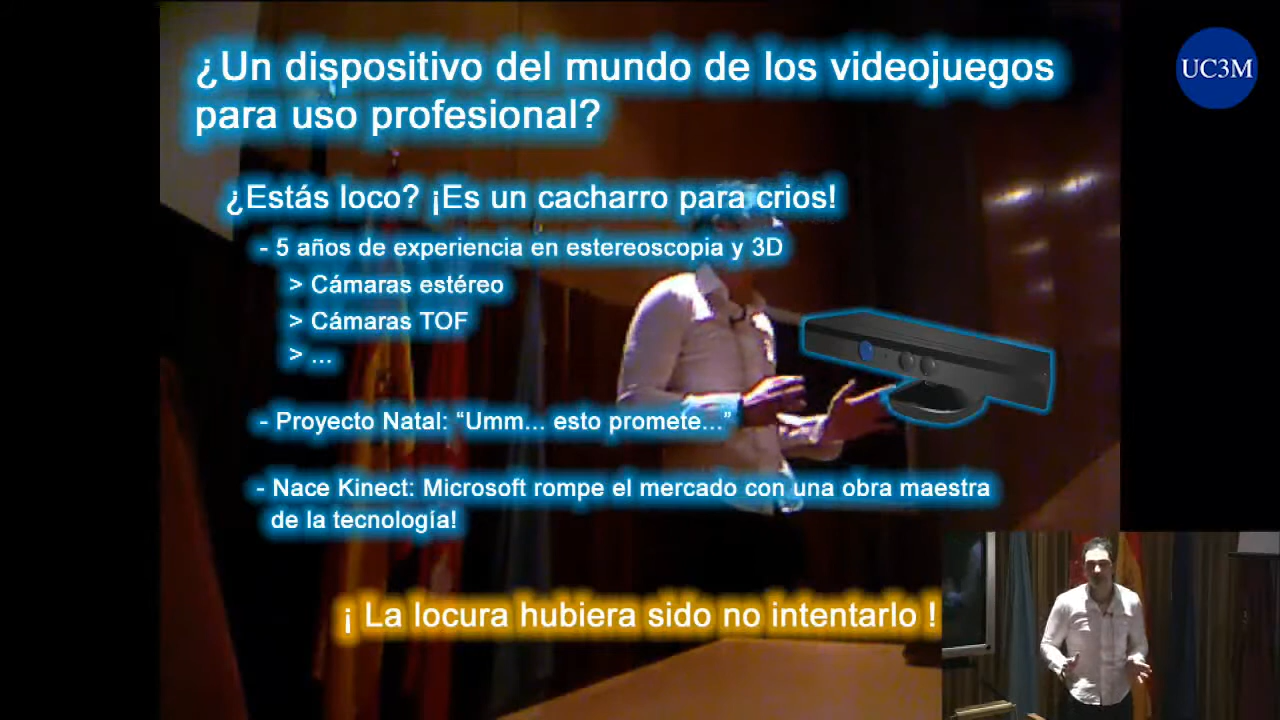 ¿Un dispositivo del mundo de los videojuegos
para uso profesional?
UC3M
¿Estás loco? ¡Es un cacharro para crios!
- 5 años de experiencia en estereoscopia y 3D
> Cámaras estéreo
> Cámaras TOF
> ...
- Proyecto Natal: “Umm... esto promete...”
- Nace Kinect: Microsoft rompe el mercado con una obra maestra
de la tecnología!
¡ La locura hubiera sido no intentarlo !